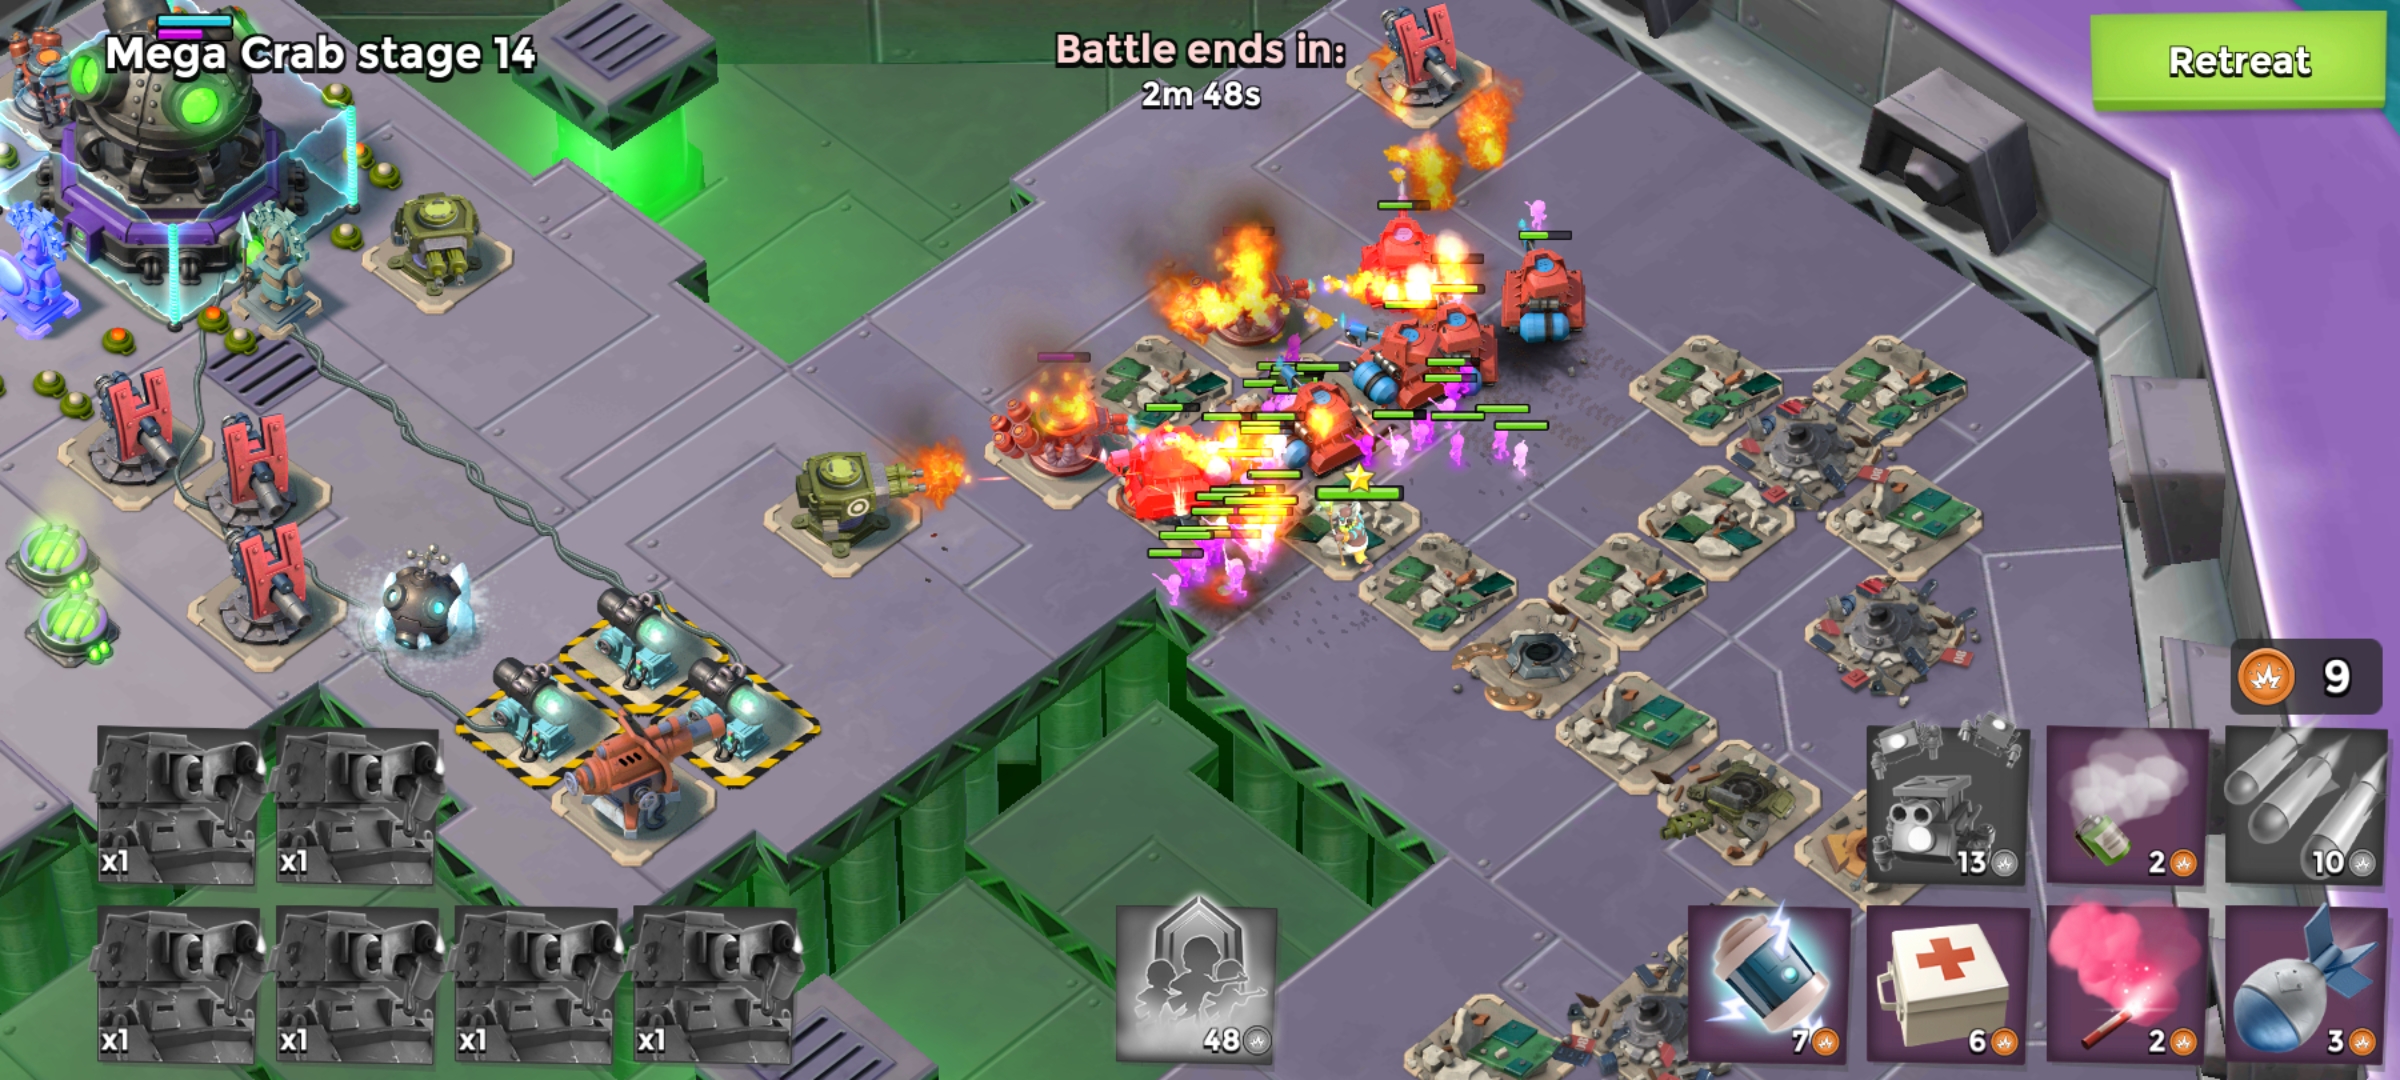 Mega Crab stage 14
Battle ends in:
2m 48s
Retreat
9
13
2
10
x1
x1
x1
x1
x1
x1
48
7
6
2
3